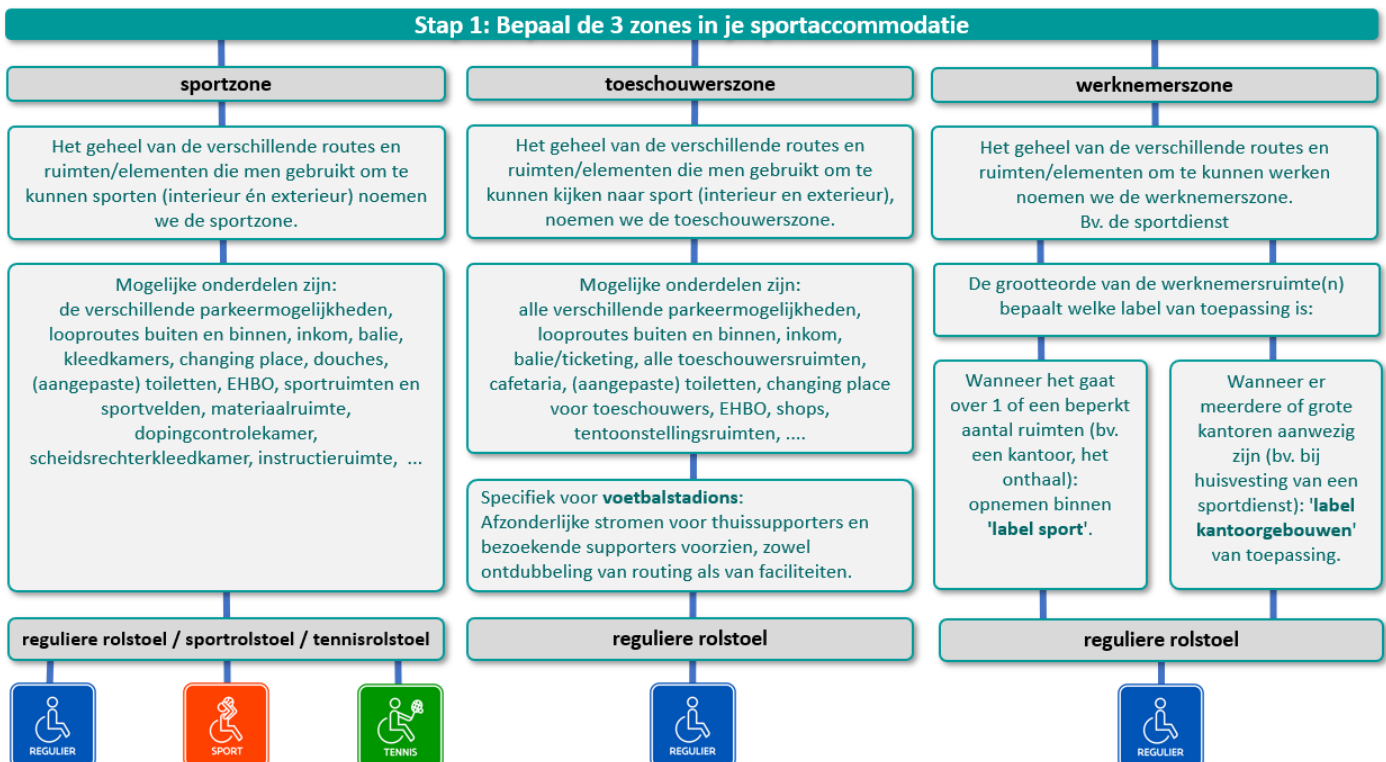 Stap 1: Bepaal de 3 zones in je sportaccommodatie
sportzone
Het geheel van de verschillende routes en
ruimten/elementen die men gebruikt om te
kunnen sporten (interieur én exterieur) noemen
we de sportzone.
Mogelijke onderdelen zijn:
de verschillende parkeermogelijkheden,
looproutes buiten en binnen, inkom, balie,
kleedkamers, changing place, douches,
(aangepaste) toiletten, EHBO, sportruimten en
sportvelden, materiaalruimte,
dopingcontrolekamer,
scheidsrechterkleedkamer, instructieruimte, ...
reguliere rolstoel / sportrolstoel / tennisrolstoel
REGULIER
SPORT
TENNIS
toeschouwerszone
Het geheel van de verschillende routes en
ruimten/elementen die men gebruikt om te
kunnen kijken naar sport (interieur en exterieur),
noemen we de toeschouwerszone.
Mogelijke onderdelen zijn:
alle verschillende parkeermogelijkheden,
looproutes buiten en binnen, inkom,
balie/ticketing, alle toeschouwersruimten,
cafetaria, (aangepaste) toiletten, changing place
voor toeschouwers, EHBO, shops,
tentoonstellingsruimten, ....
Specifiek voor voetbalstadions:
Afzonderlijke stromen voor thuissupporters en
bezoekende supporters voorzien, zowel
ontdubbeling van routing als van faciliteiten.
reguliere rolstoel
REGULIER
werknemerszone
Het geheel van de verschillende routes en
ruimten/elementen om te kunnen werken
noemen we de werknemerszone.
Bv. de sportdienst
De grootteorde van de werknemersruimte(n)
bepaalt welke label van toepassing is:
Wanneer het gaat
over 1 of een beperkt
aantal ruimten (bv.
een kantoor, het
onthaal):
opnemen binnen
'label sport'.
Wanneer er
meerdere of grote
kantoren aanwezig
zijn (bv. bij
huisvesting van een
sportdienst): 'label
kantoorgebouwen'
van toepassing.
reguliere rolstoel
REGULIER